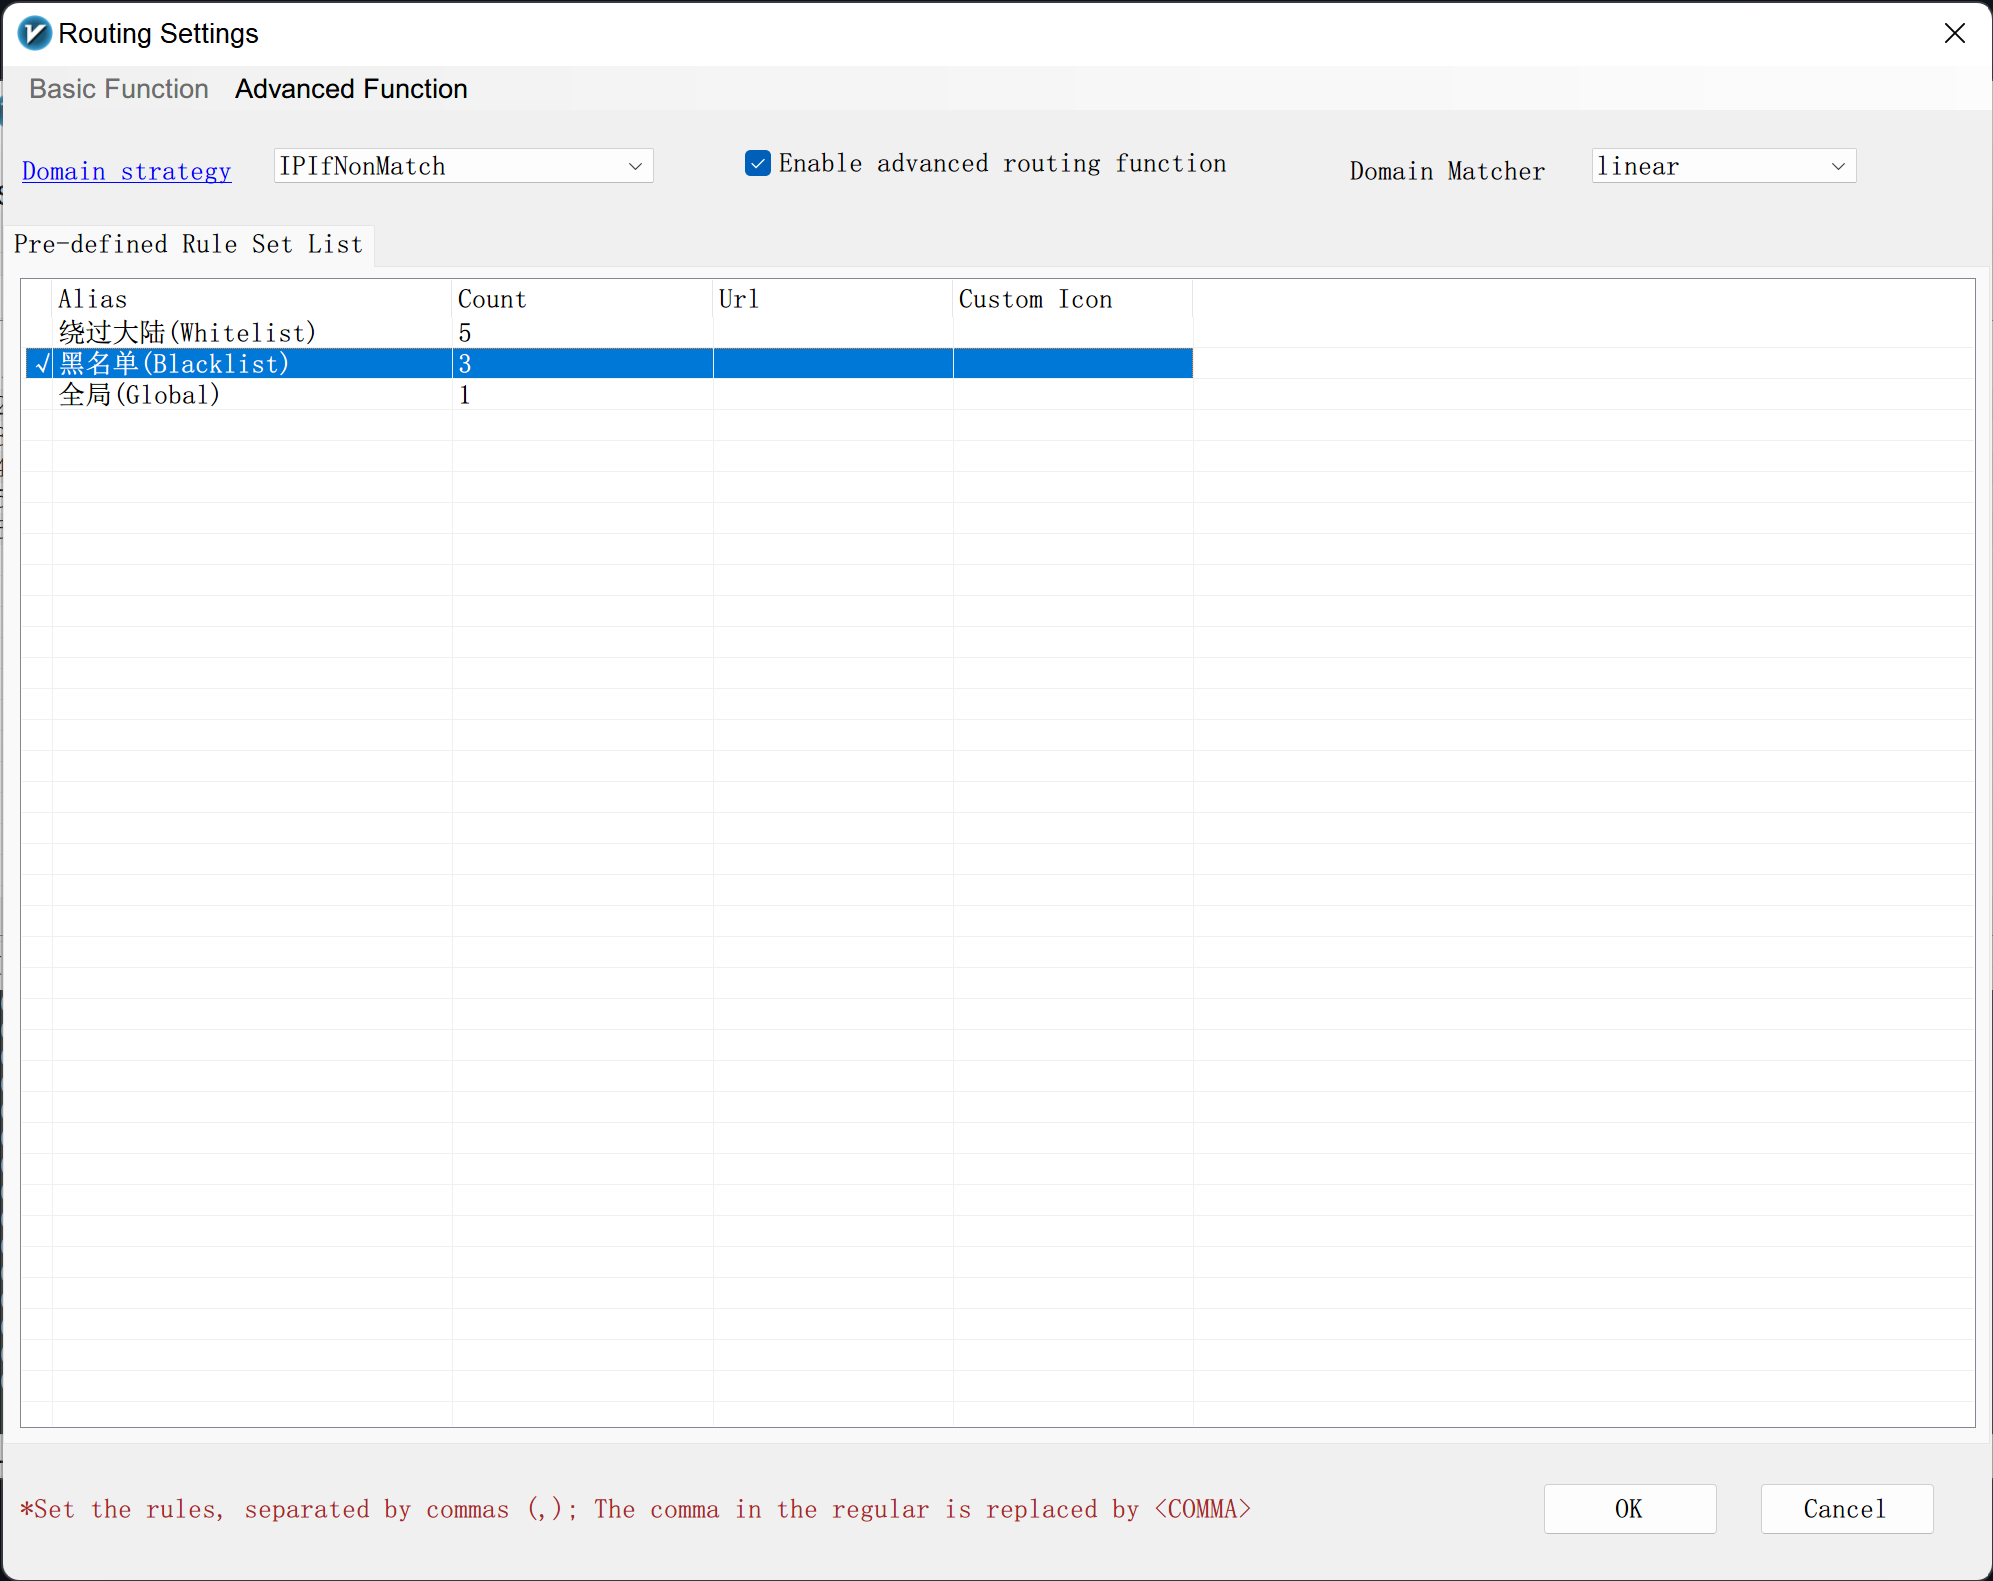 Routing Settings
Basic Function Advanced Function
Domain strategy IPIfNonMatch Enable advanced routing function Domain Matcher linear
Pre-defined Rule Set List
Alias Count Url Custom Icon
绕过大陆(Whitelist) 5
√ 黑名单(Blacklist) 3
全局(Global) 1
*Set the rules, separated by commas (,); The comma in the regular is replaced by <COMMA> OK Cancel